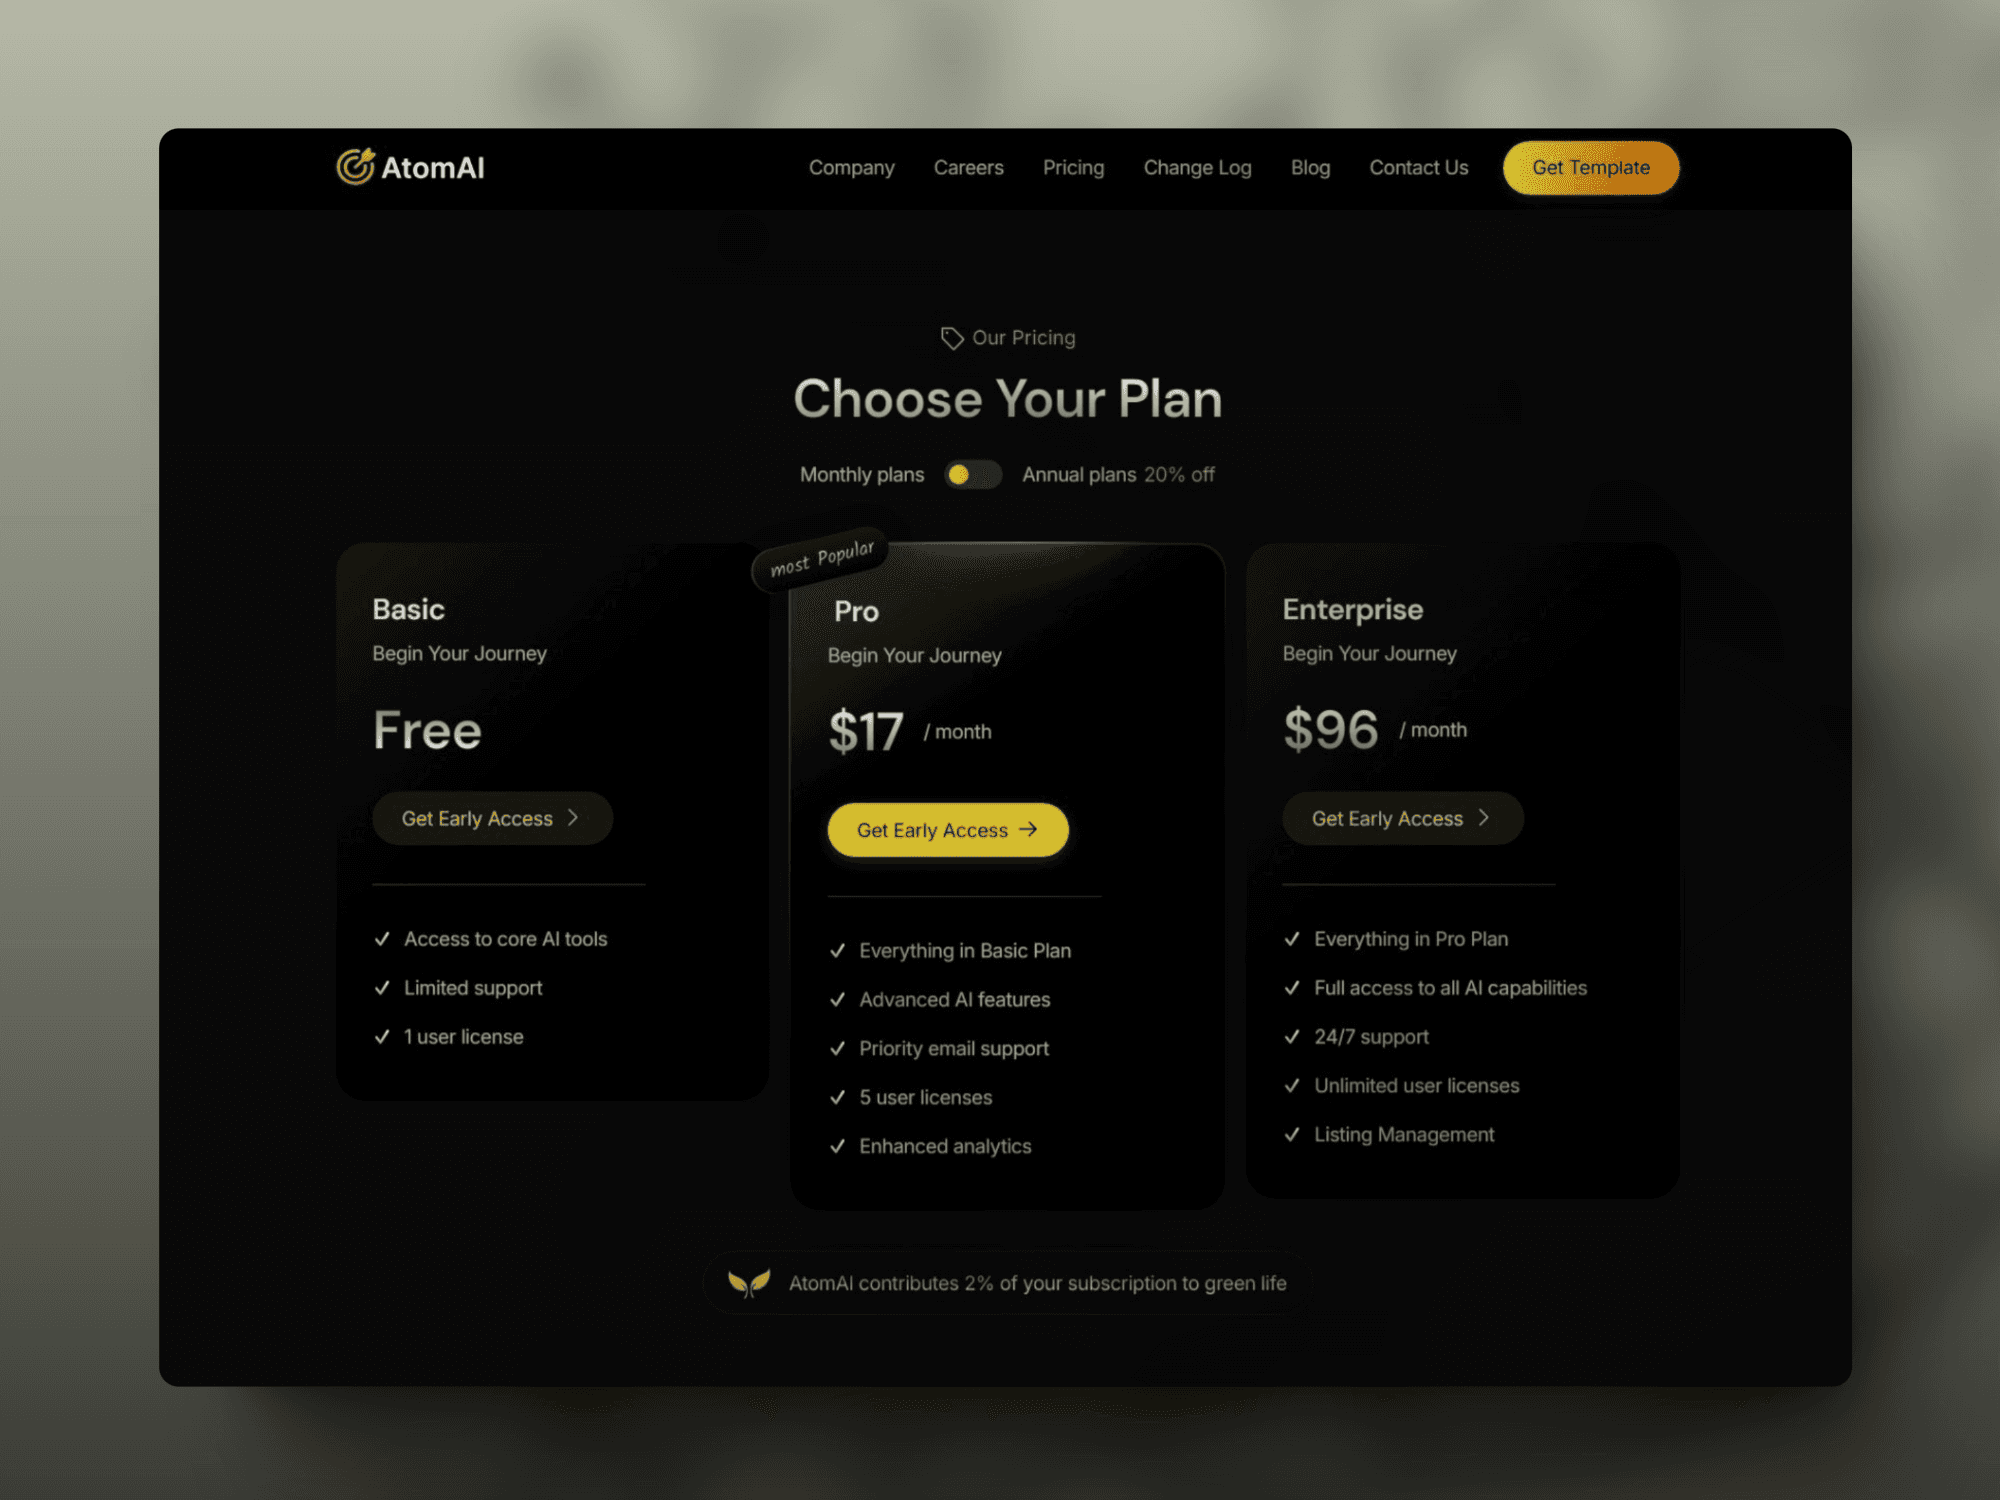 AtomAI
Company Careers Pricing Change Log Blog Contact Us Get Template
Our Pricing
Choose Your Plan
Monthly plans Annual plans 20% off
Basic
Begin Your Journey
Free
Get Early Access
Access to core AI tools
Limited support
1 user license
most Popular
Pro
Begin Your Journey
$17 / month
Get Early Access
Everything in Basic Plan
Advanced AI features
Priority email support
5 user licenses
Enhanced analytics
Enterprise
Begin Your Journey
$96 / month
Get Early Access
Everything in Pro Plan
Full access to all AI capabilities
24/7 support
Unlimited user licenses
Listing Management
AtomAI contributes 2% of your subscription to green life